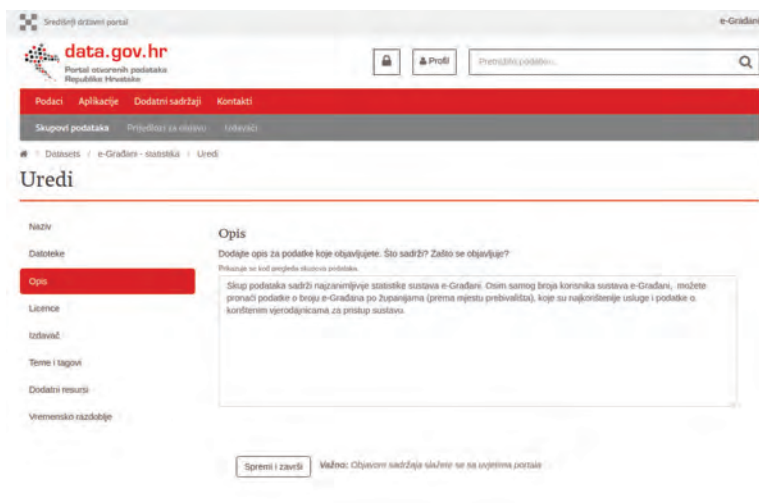 Središnji državni portal
e-Građani
data.gov.hr
Portal otvorenih podataka
Republike Hrvatske
Profil
Pretražite podatke...
Podaci Aplikacije Dodatni sadržaji Kontakti
Skupovi podataka Prijedlozi za objavu Izdavači
/ Datasets / e-Građani - statistika / Uredi
Uredi
Naziv
Datoteke
Opis
Licence
Izdavač
Teme i tagovi
Dodatni resursi
Vremensko razdoblje
Opis
Dodajte opis za podatke koje objavljujete. Što sadrži? Zašto se objavljuje?
Prikazuje se kod pregleda skupova podataka.
Skup podataka sadrži najzanimljivije statistike sustava e-Građani. Osim samog broja korisnika sustava e-Građani, možete
pronaći podatke o broju e-Građana po županijama (prema mjestu prebivališta), koje su najkorištenije usluge i podatke o
korištenim vjerodajnicama za pristup sustavu.
Spremi i završi
Važno: Objavom sadržaja slažete se sa uvjetima portala